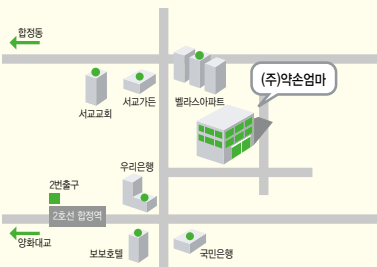 합정동
(주)약손엄마
서교교회
서교가든
벨라스아파트
우리은행
2번출구
2호선 합정역
양화대교
보보호텔
국민은행